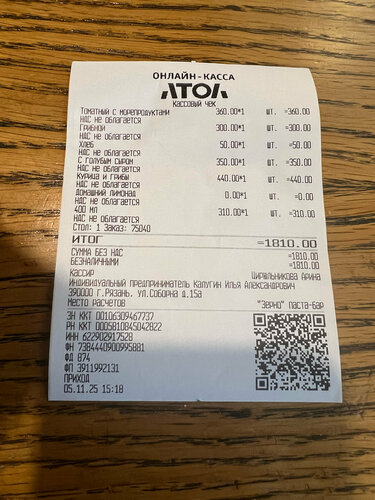 ОНЛАЙН-КАССА
АТОЛ
Кассовый чек
Томатный с морепродуктами 360.00*1 шт. =360.00
НДС не облагается
Грибной 300.00*1 шт. =300.00
НДС не облагается
Хлеб 50.00*1 шт. =50.00
НДС не облагается
С голубым сыром 350.00*1 шт. =350.00
НДС не облагается
Курица и грибы 440.00*1 шт. =440.00
НДС не облагается
Домашний лимонад 0.00*1 шт. =0.00
НДС не облагается
400 мл 310.00*1 шт. =310.00
НДС не облагается
Стол: 1 Заказ: 75040
ИТОГ =1810.00
СУММА БЕЗ НДС =1810.00
БЕЗНАЛИЧНЫМИ =1810.00
Кассир Цирульникова Арина
Индивидуальный предприниматель Калугин Илья Александрович
390000 г.Рязань, ул.Соборна д.15а
Место расчетов "Зерно" паста-бар
ЗН ККТ 00106309467737
РН ККТ 0005810845042822
ИНН 622902917528
ФН 7384440900995881
ФД 874
ФП 3911992131
ПРИХОД
05.11.25 15:18